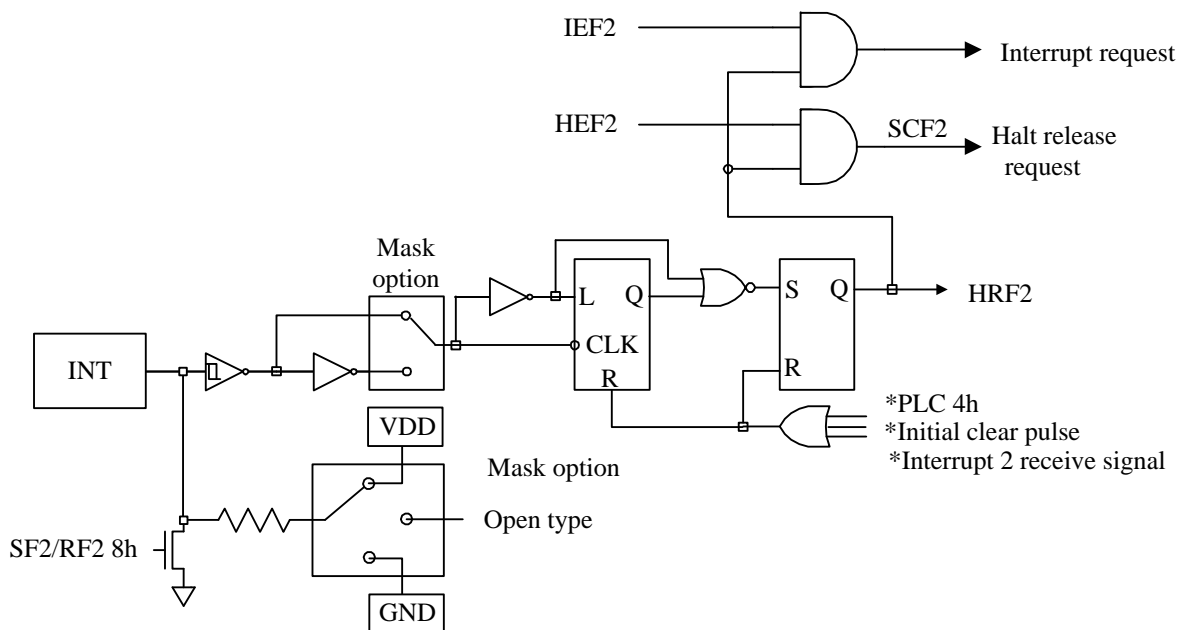 IEF2
Interrupt request
HEF2
SCF2
Halt release
request
Mask
option
L
Q
CLK
R
S
Q
R
HRF2
INT
*PLC 4h
*Initial clear pulse
*Interrupt 2 receive signal
VDD
Mask option
Open type
SF2/RF2 8h
GND